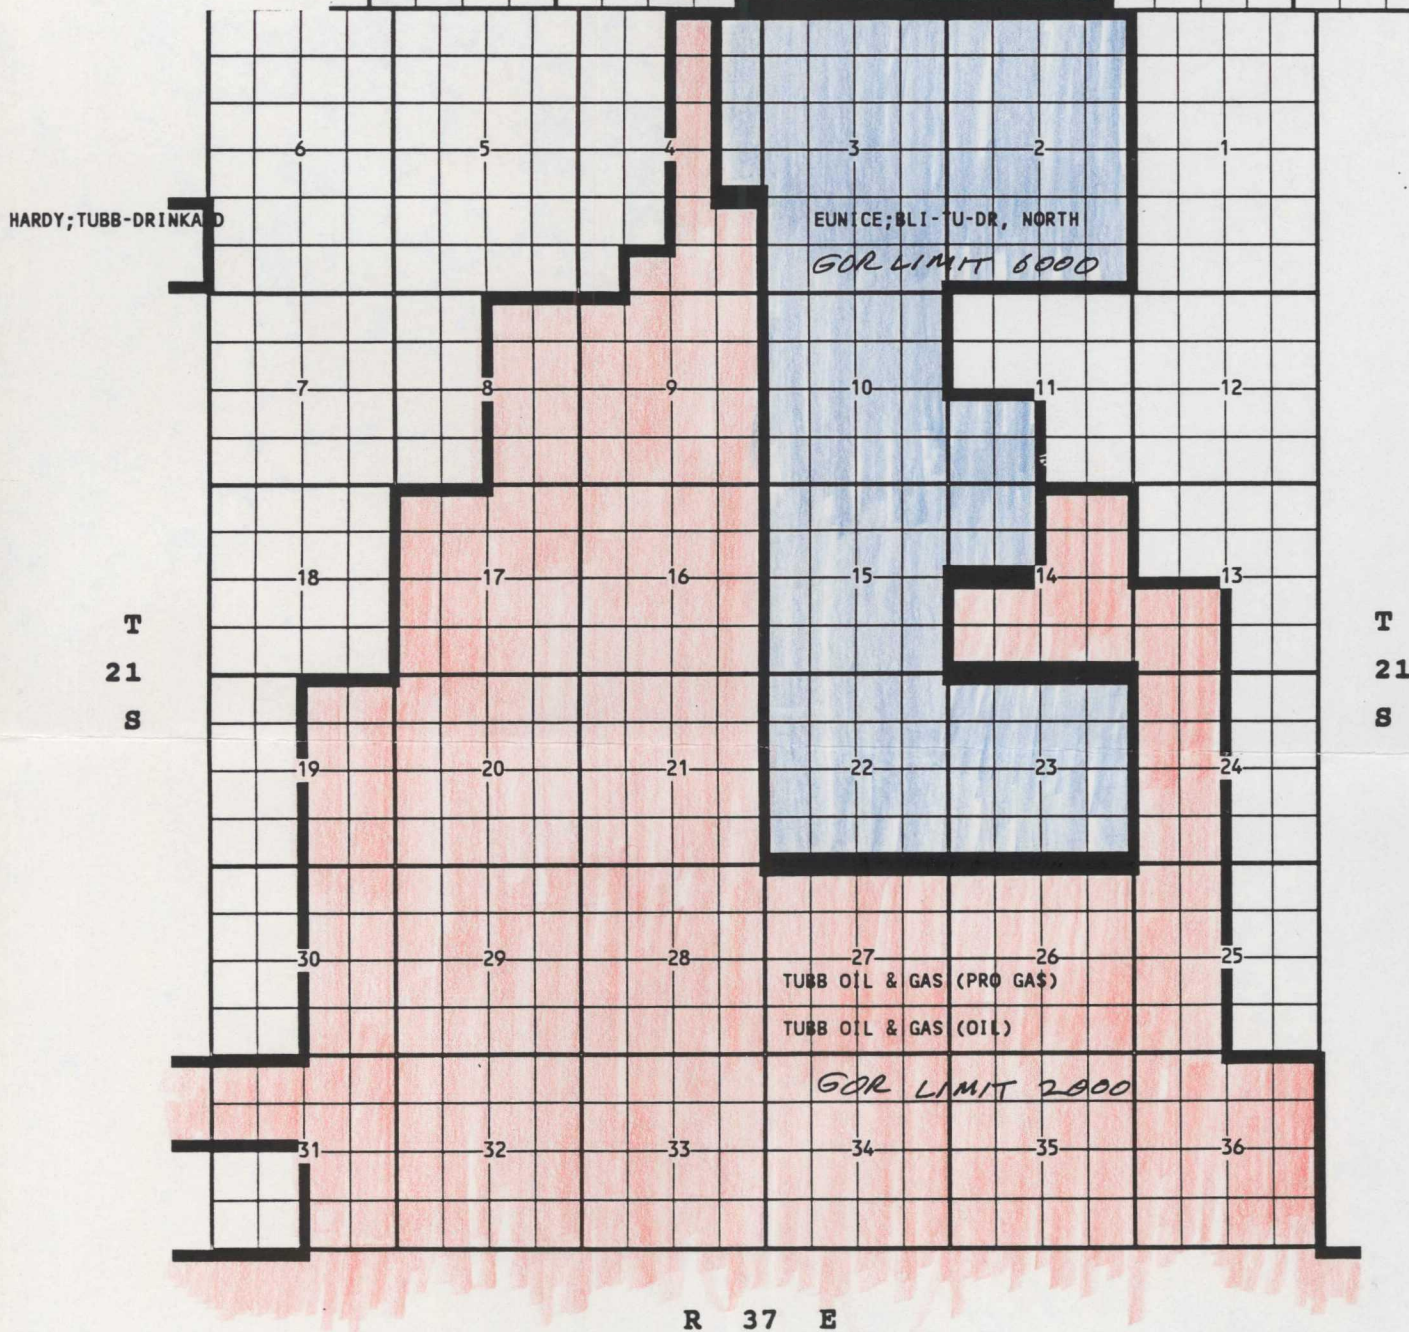 6 5 4 3 2 1
HARDY;TUBB-DRINKARD
EUNICE;BLI-TU-DR, NORTH
GOR LIMIT 6000
7 8 9 10 11 12
18 17 16 15 14 13
T
21
S
T
21
S
19 20 21 22 23 24
30 29 28 27 26 25
TUBB OIL & GAS (PRO GAS)
TUBB OIL & GAS (OIL)
GOR LIMIT 2000
31 32 33 34 35 36
R 37 E